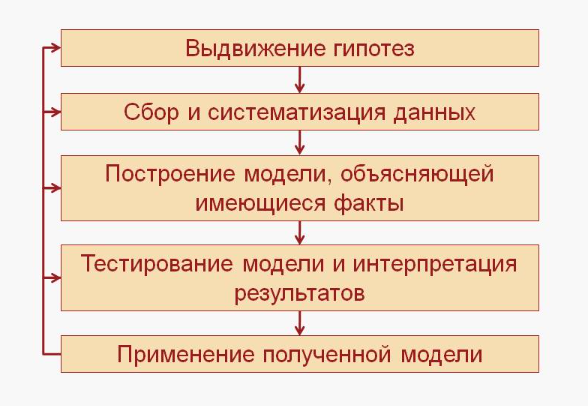 Выдвижение гипотез
Сбор и систематизация данных
Построение модели, объясняющей
имеющиеся факты
Тестирование модели и интерпретация
результатов
Применение полученной модели